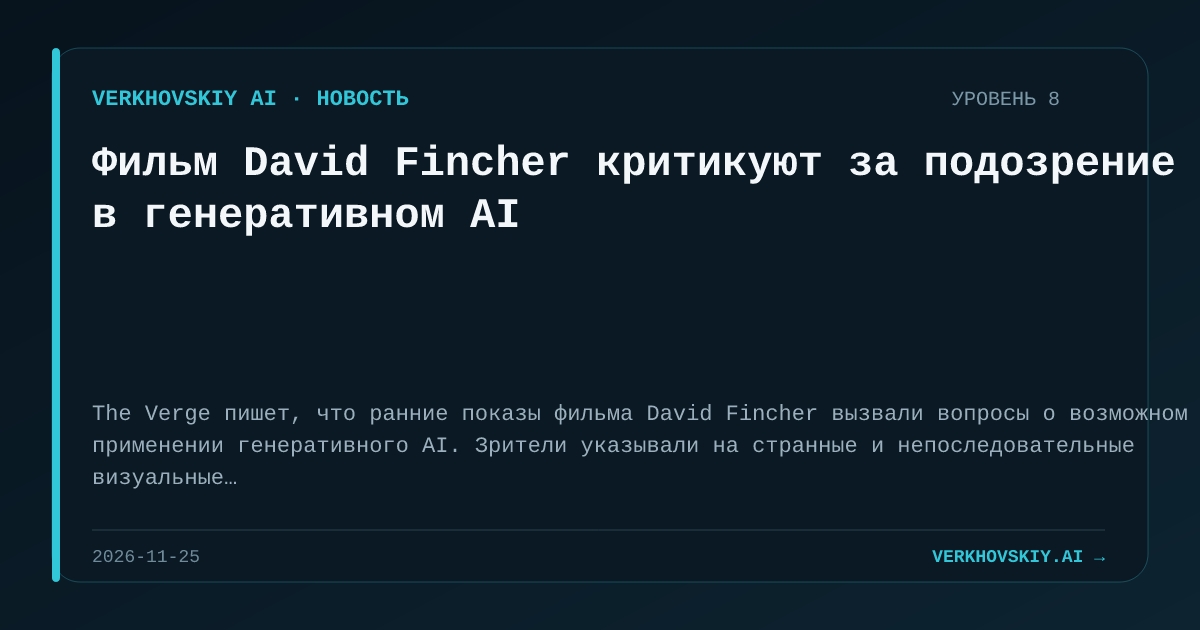 VERKHOVSKIY AI · НОВОСТЬ
УРОВЕНЬ 8
Фильм David Fincher критикуют за подозрение
в генеративном AI
The Verge пишет, что ранние показы фильма David Fincher вызвали вопросы о возможном
применении генеративного AI. Зрители указывали на странные и непоследовательные
визуальные…
2026-11-25
VERKHOVSKIY.AI →